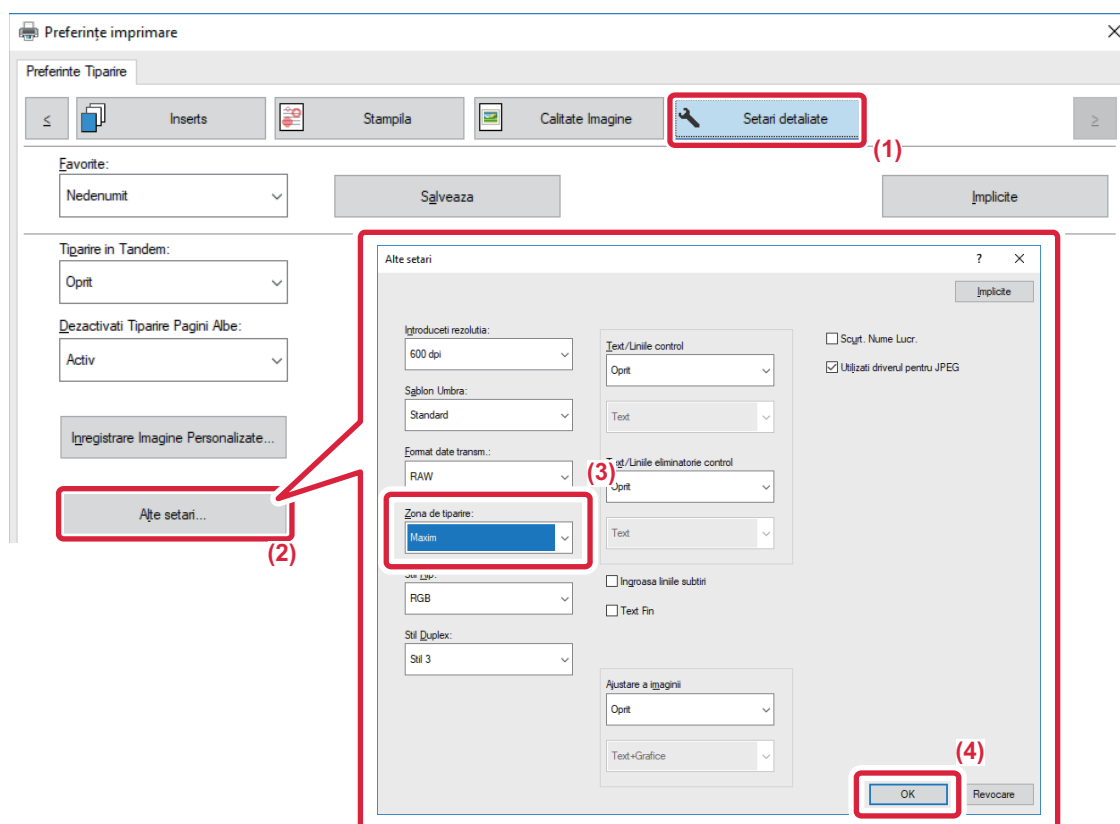 Preferințe imprimare
Preferinte Tiparire
<
Inserts
Stampila
Calitate Imagine
Setari detaliate
>
(1)
Favorite:
Nedenumit
Salveaza
Implicite
Tiparire in Tandem:
Oprit
Dezactivati Tiparire Pagini Albe:
Activ
Inregistrare Imagine Personalizate...
Alte setari...
(2)
Alte setari
?
Implicite
Introduceti rezolutia:
600 dpi
Sablon Umbra:
Standard
Format date transm.:
RAW
(3)
Zona de tiparire:
Maxim
Stil Rip:
RGB
Stil Duplex:
Stil 3
Text/Liniile control
Oprit
Text
Text/Liniile eliminatorie control
Oprit
Text
Ingroasa liniile subtiri
Text Fin
Ajustare a imaginii
Oprit
Text+Grafice
Scurt. Nume Lucr.
Utilizati driverul pentru JPEG
(4)
OK
Revocare